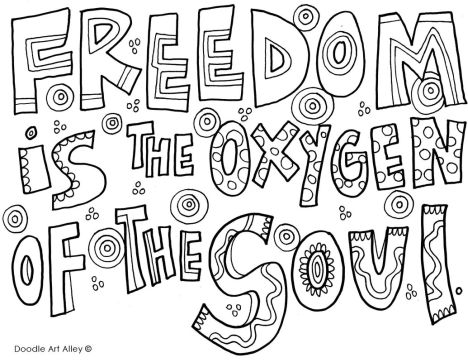 FREEDOM
iS THE OXYGEN
OF THE SOUL.
Doodle Art Alley ©